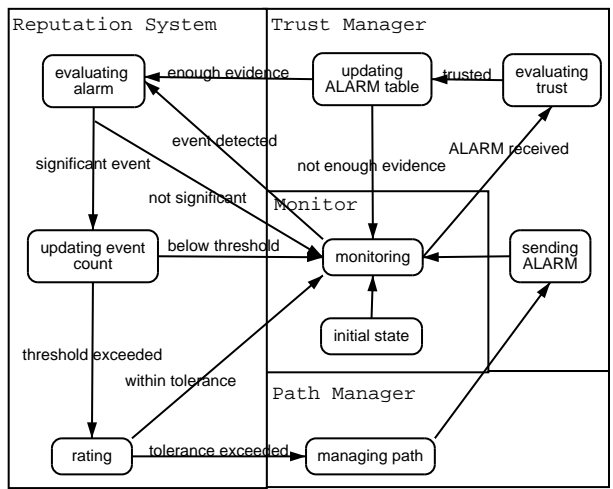 Reputation System
Trust Manager
evaluating
alarm
enough evidence
updating
ALARM table
trusted
evaluating
trust
event detected
significant event
not enough evidence
ALARM received
not significant
Monitor
updating event
count
below threshold
monitoring
sending
ALARM
initial state
threshold exceeded
within tolerance
Path Manager
rating
tolerance exceeded
managing path